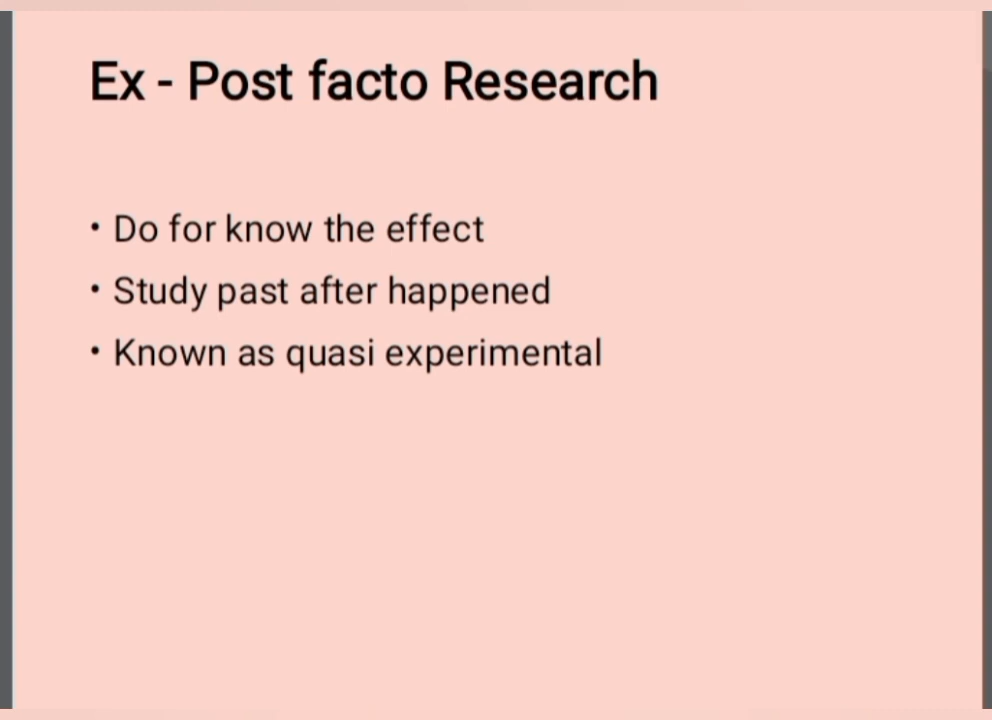 Ex - Post facto Research
• Do for know the effect
• Study past after happened
• Known as quasi experimental